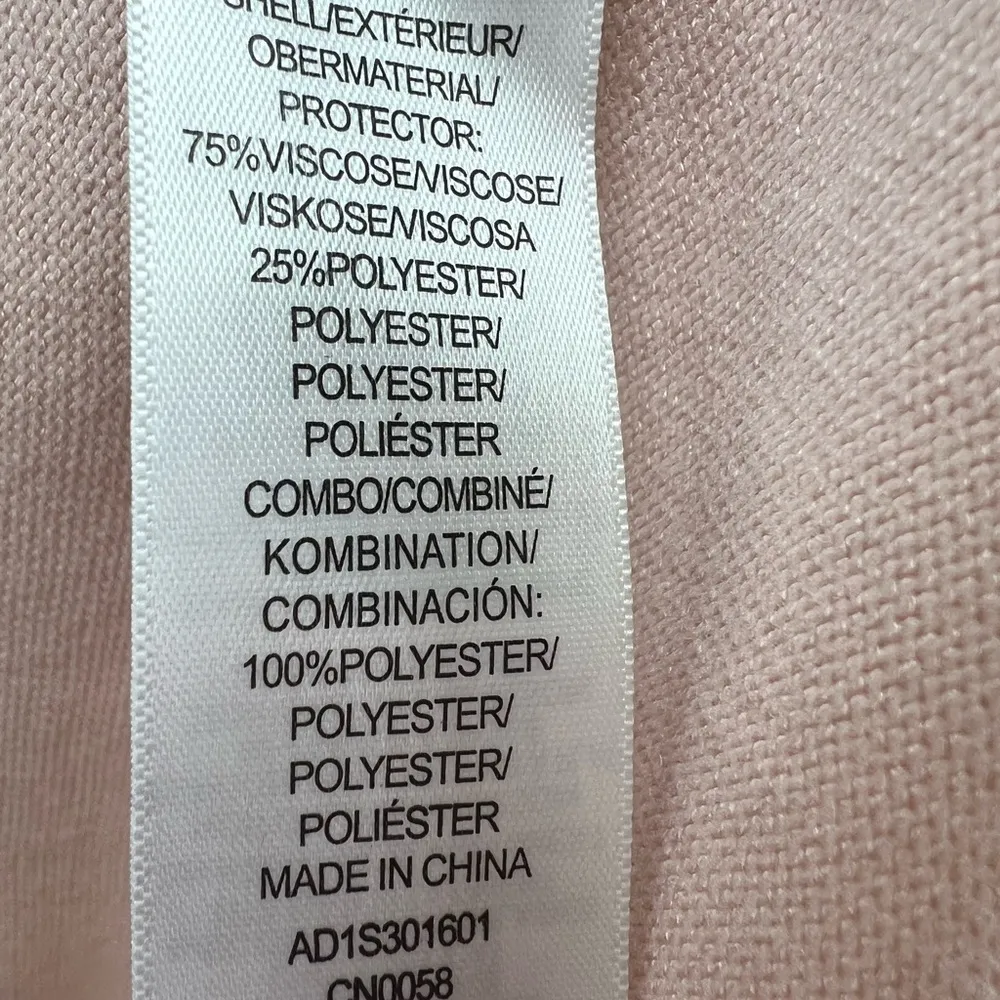 SHELL/EXTÉRIEUR/
OBERMATERIAL/
PROTECTOR:
75%VISCOSE/VISCOSE/
VISKOSE/VISCOSA
25%POLYESTER/
POLYESTER/
POLYESTER/
POLIÉSTER
COMBO/COMBINÉ/
KOMBINATION/
COMBINACIÓN:
100%POLYESTER/
POLYESTER/
POLYESTER/
POLIÉSTER
MADE IN CHINA
AD1S301601
CN0058